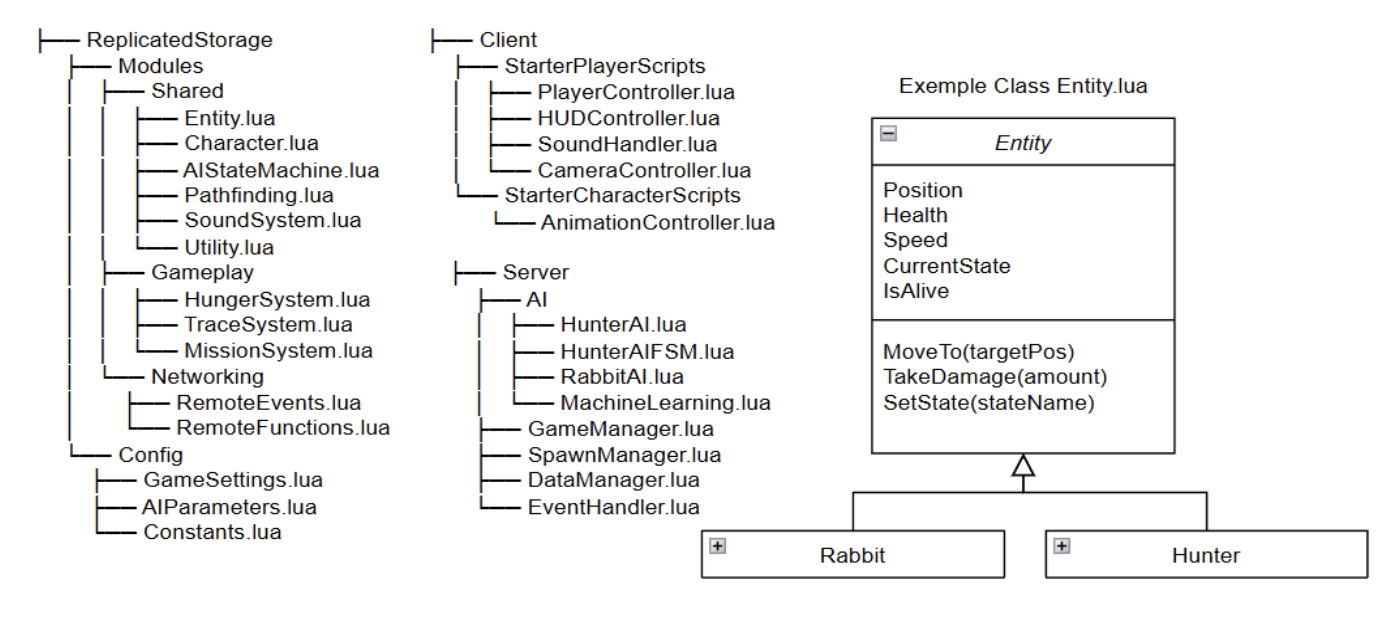 ReplicatedStorage
Modules
Shared
Entity.lua
Character.lua
AIStateMachine.lua
Pathfinding.lua
SoundSystem.lua
Utility.lua
Gameplay
HungerSystem.lua
TraceSystem.lua
MissionSystem.lua
Networking
RemoteEvents.lua
RemoteFunctions.lua
Config
GameSettings.lua
AIParameters.lua
Constants.lua
Client
StarterPlayerScripts
PlayerController.lua
HUDController.lua
SoundHandler.lua
CameraController.lua
StarterCharacterScripts
AnimationController.lua
Server
AI
HunterAI.lua
HunterAIFSM.lua
RabbitAI.lua
MachineLearning.lua
GameManager.lua
SpawnManager.lua
DataManager.lua
EventHandler.lua
Exemple Class Entity.lua
Entity
Position
Health
Speed
CurrentState
IsAlive
MoveTo(targetPos)
TakeDamage(amount)
SetState(stateName)
Rabbit
Hunter